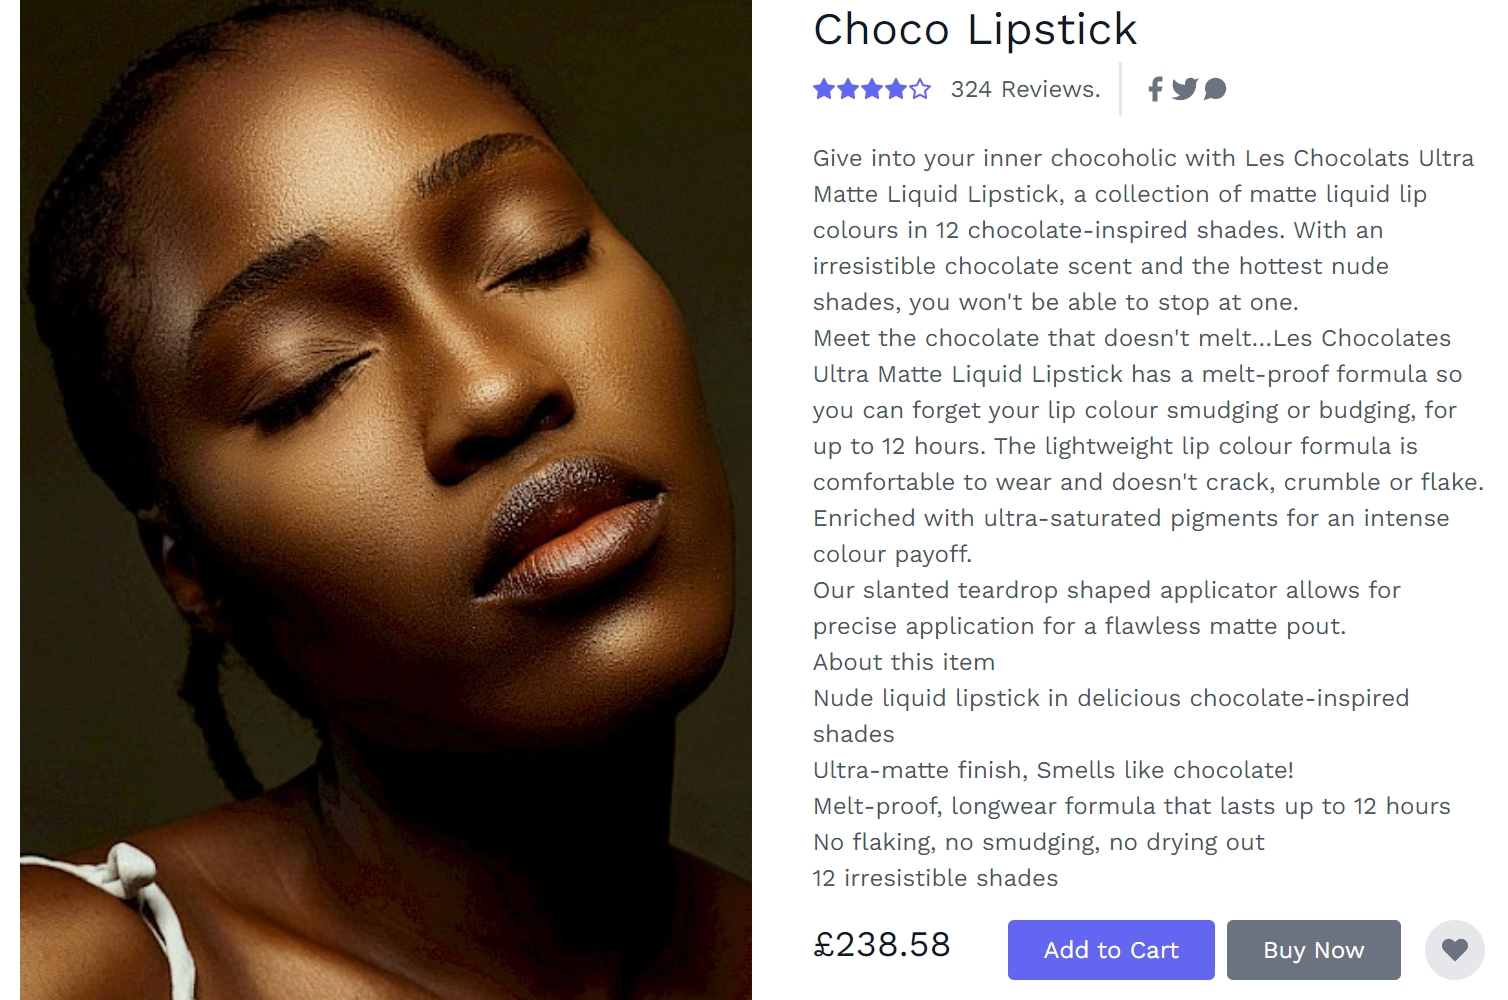 Choco Lipstick
324 Reviews.
Give into your inner chocoholic with Les Chocolats Ultra
Matte Liquid Lipstick, a collection of matte liquid lip
colours in 12 chocolate-inspired shades. With an
irresistible chocolate scent and the hottest nude
shades, you won't be able to stop at one.
Meet the chocolate that doesn't melt...Les Chocolates
Ultra Matte Liquid Lipstick has a melt-proof formula so
you can forget your lip colour smudging or budging, for
up to 12 hours. The lightweight lip colour formula is
comfortable to wear and doesn't crack, crumble or flake.
Enriched with ultra-saturated pigments for an intense
colour payoff.
Our slanted teardrop shaped applicator allows for
precise application for a flawless matte pout.
About this item
Nude liquid lipstick in delicious chocolate-inspired
shades
Ultra-matte finish, Smells like chocolate!
Melt-proof, longwear formula that lasts up to 12 hours
No flaking, no smudging, no drying out
12 irresistible shades
£238.58
Add to Cart
Buy Now